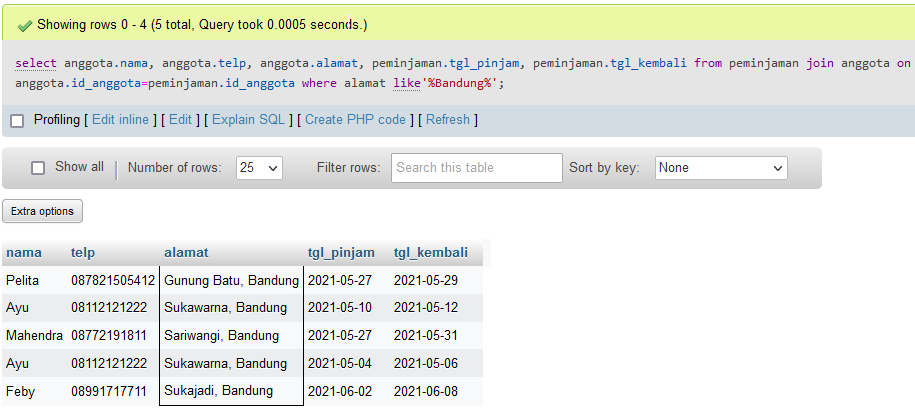 Showing rows 0 - 4 (5 total, Query took 0.0005 seconds.)
select anggota.nama, anggota.telp, anggota.alamat, peminjaman.tgl_pinjam, peminjaman.tgl_kembali from peminjaman join anggota on
anggota.id_anggota=peminjaman.id_anggota where alamat like'%Bandung%';
Profiling [ Edit inline ] [ Edit ] [ Explain SQL ] [ Create PHP code ] [ Refresh ]
Show all Number of rows: 25 Filter rows: Search this table Sort by key: None
Extra options
nama telp alamat tgl_pinjam tgl_kembali
Pelita 087821505412 Gunung Batu, Bandung 2021-05-27 2021-05-29
Ayu 08112121222 Sukawarna, Bandung 2021-05-10 2021-05-12
Mahendra 08772191811 Sariwangi, Bandung 2021-05-27 2021-05-31
Ayu 08112121222 Sukawarna, Bandung 2021-05-04 2021-05-06
Feby 08991717711 Sukajadi, Bandung 2021-06-02 2021-06-08